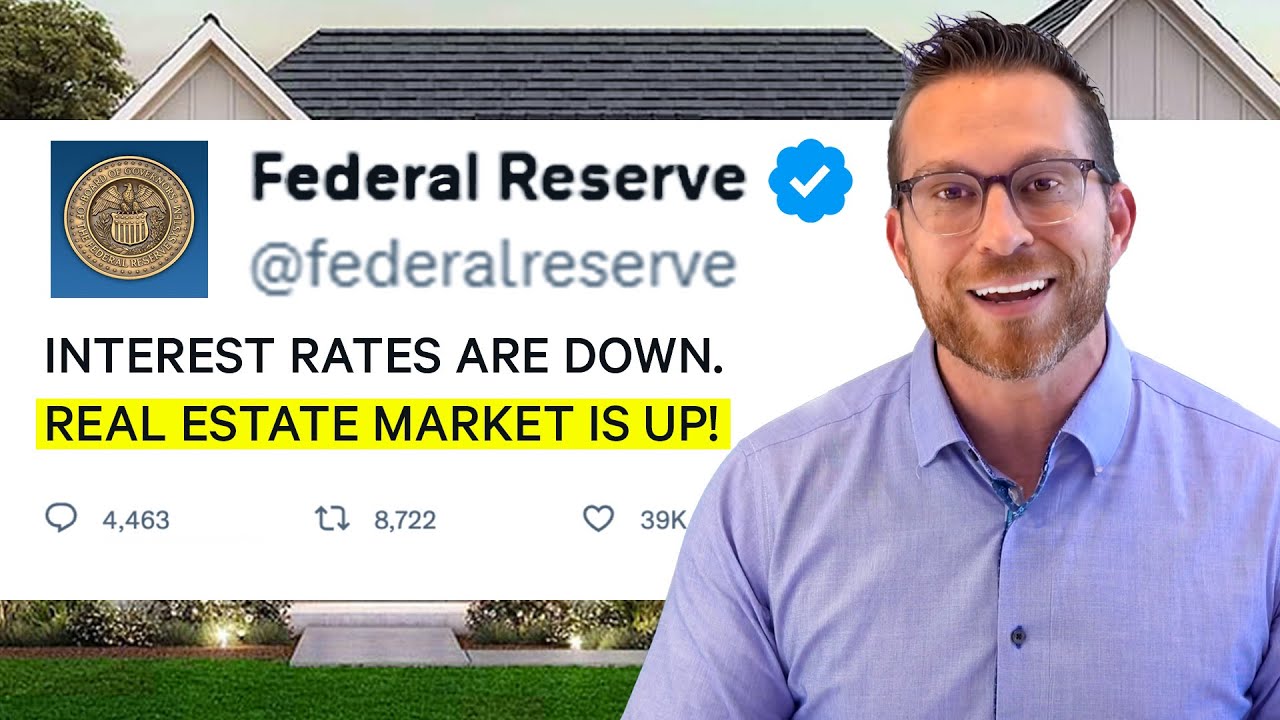 BOARD OF GOVERNORS
THE FEDERAL RESERVE SYSTEM
Federal Reserve
@federalreserve
INTEREST RATES ARE DOWN.
REAL ESTATE MARKET IS UP!
4,463
8,722
39K